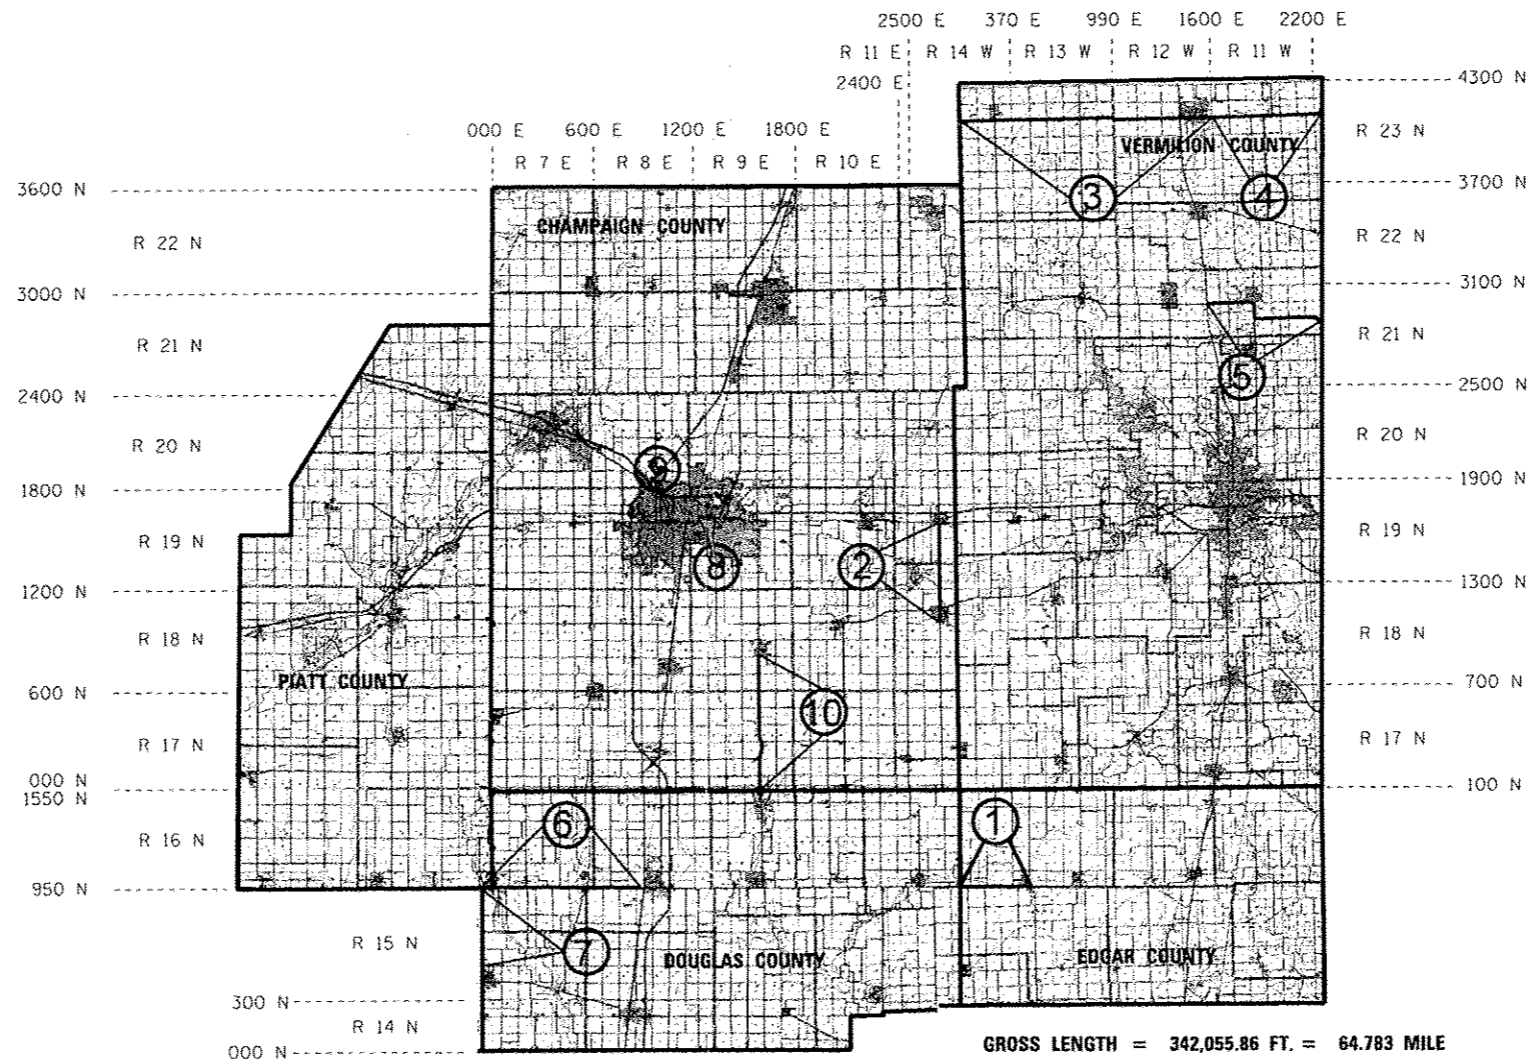 2500 E 370 E 990 E 1600 E 2200 E
R 11 E R 14 W R 13 W R 12 W R 11 W
2400 E
4300 N
000 E 600 E 1200 E 1800 E
R 23 N
VERMILION COUNTY
R 7 E R 8 E R 9 E R 10 E
3600 N
3700 N
3 4
CHAMPAIGN COUNTY
R 22 N
R 22 N
3000 N
3100 N
R 21 N
R 21 N
5
2400 N
2500 N
R 20 N
R 20 N
9
1800 N
1900 N
R 19 N
R 19 N
8 2
1200 N
1300 N
R 18 N
R 18 N
PIATT COUNTY
600 N
700 N
10
R 17 N
R 17 N
000 N
1550 N
100 N
6 1
R 16 N
R 16 N
950 N
950 N
R 15 N
7
DOUGLAS COUNTY
EDGAR COUNTY
300 N
R 14 N
000 N
GROSS LENGTH = 342,055.86 FT. = 64.783 MILE